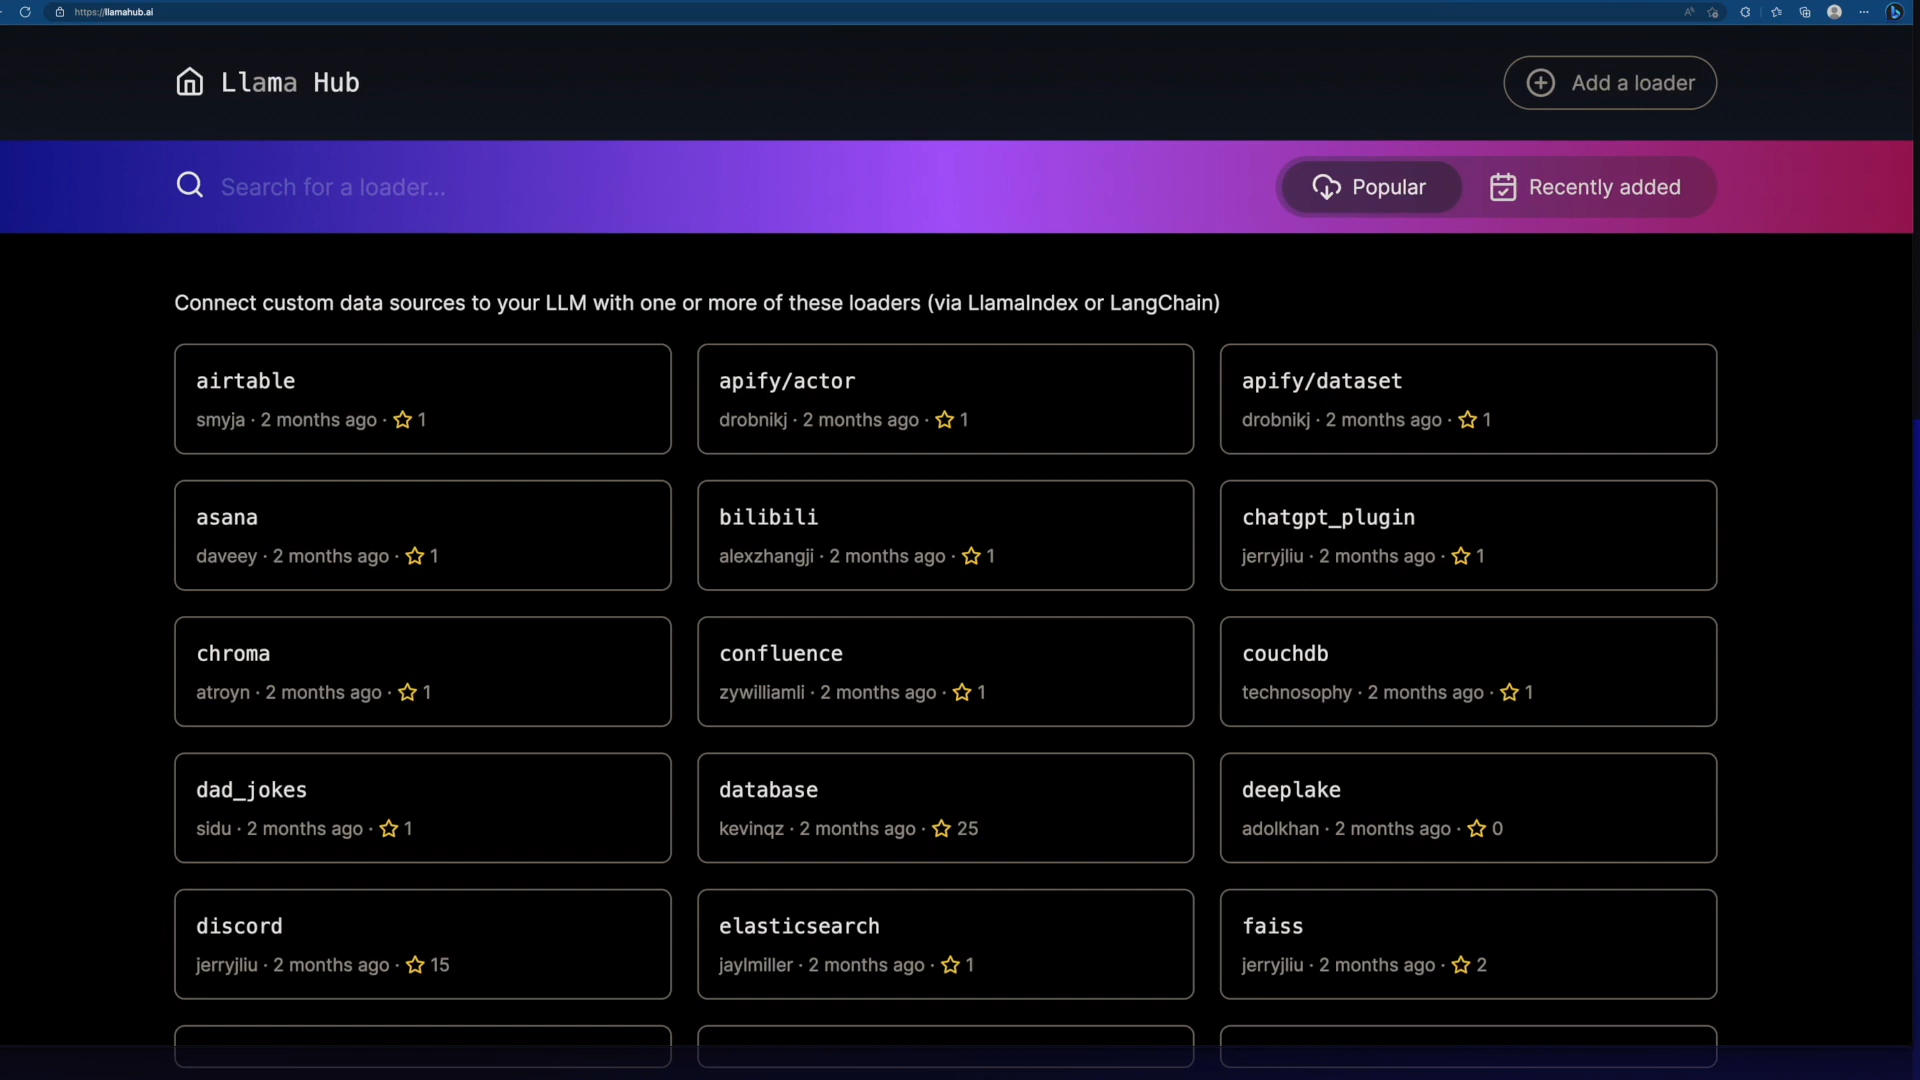 https://llamahub.ai
Llama Hub
Add a loader
Search for a loader...
Popular
Recently added
Connect custom data sources to your LLM with one or more of these loaders (via LlamaIndex or LangChain)
airtable
smyja · 2 months ago · 1
apify/actor
drobnikj · 2 months ago · 1
apify/dataset
drobnikj · 2 months ago · 1
asana
daveey · 2 months ago · 1
bilibili
alexzhangji · 2 months ago · 1
chatgpt_plugin
jerryjliu · 2 months ago · 1
chroma
atroyn · 2 months ago · 1
confluence
zywilliamli · 2 months ago · 1
couchdb
technosophy · 2 months ago · 1
dad_jokes
sidu · 2 months ago · 1
database
kevinqz · 2 months ago · 25
deeplake
adolkhan · 2 months ago · 0
discord
jerryjliu · 2 months ago · 15
elasticsearch
jaylmiller · 2 months ago · 1
faiss
jerryjliu · 2 months ago · 2